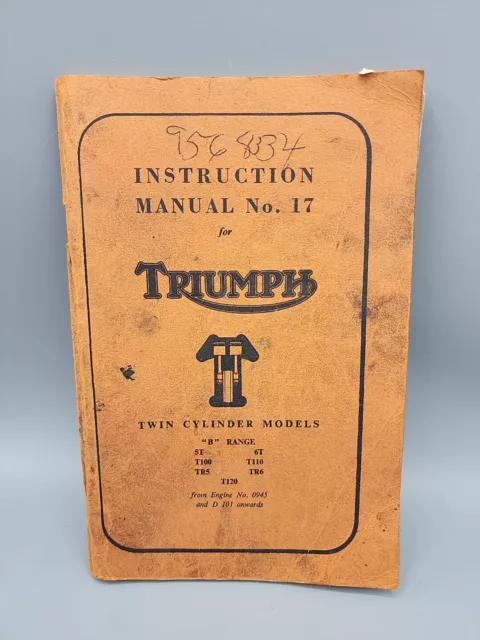 956 8334
INSTRUCTION
MANUAL No. 17
for
TRIUMPH
TWIN CYLINDER MODELS
"B" RANGE
5T 6T
T100 T110
TR5 TR6
T120
from Engine No. 0945
and D 101 onwards